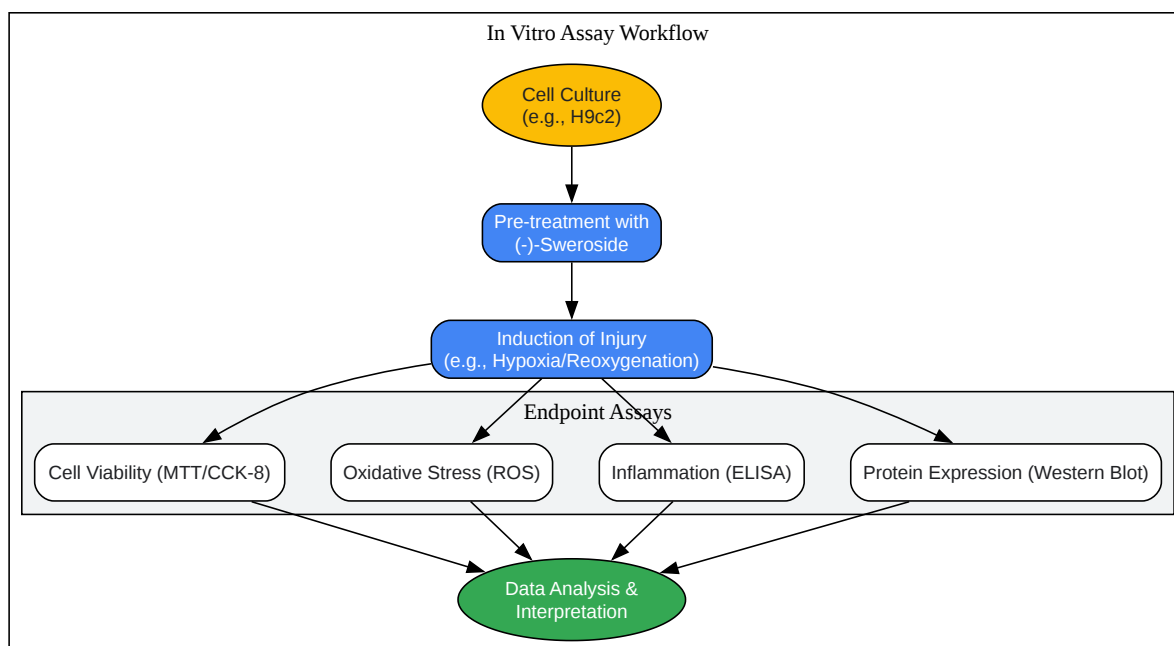 In Vitro Assay Workflow
Cell Culture
(e.g., H9c2)
Pre-treatment with
(-)-Sweroside
Induction of Injury
(e.g., Hypoxia/Reoxygenation)
Endpoint Assays
Cell Viability (MTT/CCK-8)
Oxidative Stress (ROS)
Inflammation (ELISA)
Protein Expression (Western Blot)
Data Analysis &
Interpretation